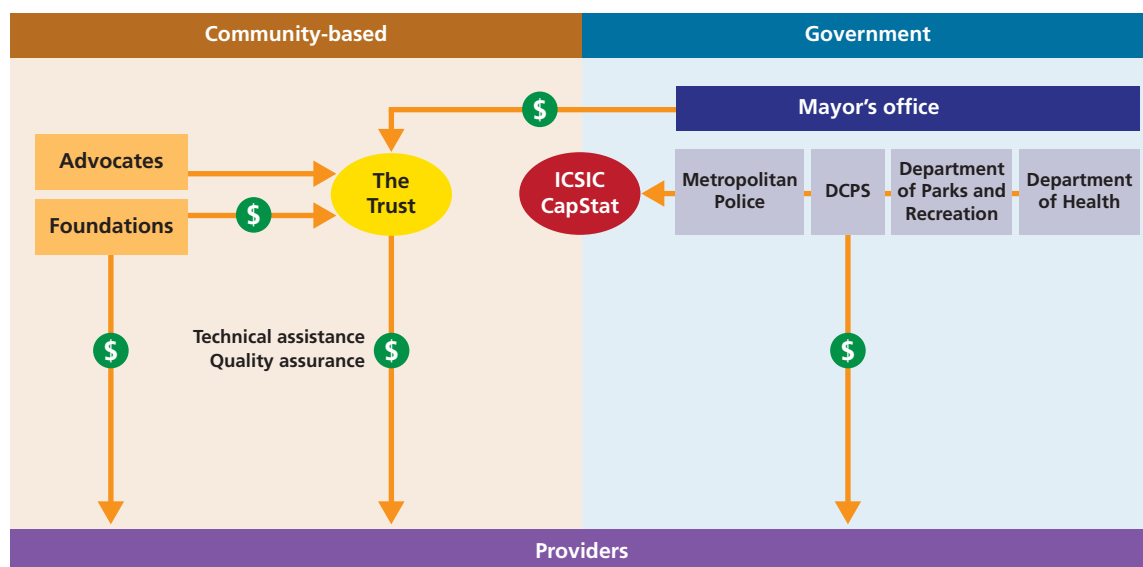 Community-based
Government
Mayor's office
$
Advocates
Foundations
$
The
Trust
ICSIC
CapStat
Metropolitan
Police
DCPS
Department
of Parks and
Recreation
Department
of Health
$
Technical assistance
Quality assurance
$
$
Providers